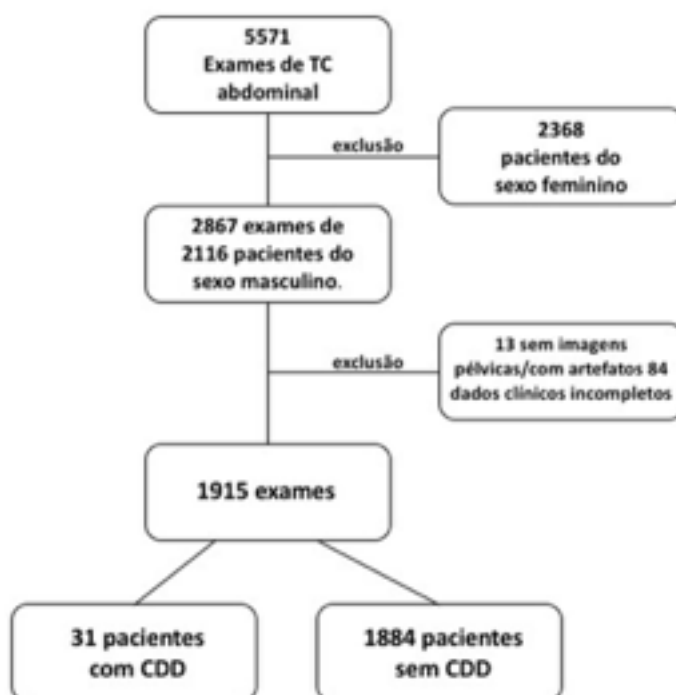 5571
Exames de TC
abdominal
exclusão
2368
pacientes do
sexo feminino
2867 exames de
2116 pacientes do
sexo masculino.
exclusão
13 sem imagens
pélvicas/com artefatos 84
dados clínicos incompletos
1915 exames
31 pacientes
com CDD
1884 pacientes
sem CDD